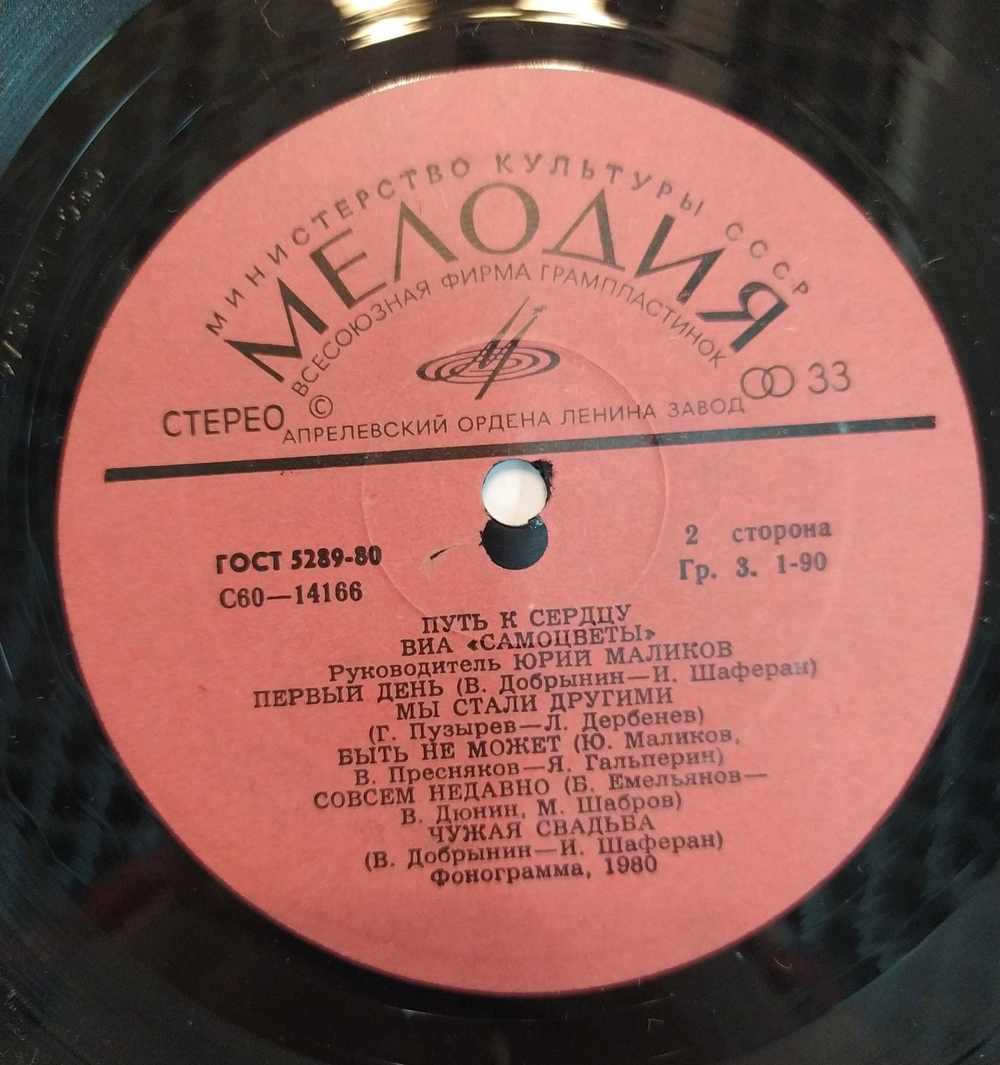 МИНИСТЕРСТВО КУЛЬТУРЫ СССР
МЕЛОДИЯ
ВСЕСОЮЗНАЯ ФИРМА ГРАМПЛАСТИНОК
СТЕРЕО © 33
АПРЕЛЕВСКИЙ ОРДЕНА ЛЕНИНА ЗАВОД
ГОСТ 5289-80
С60—14166
2 сторона
Гр. 3. 1-90
ПУТЬ К СЕРДЦУ
ВИА «САМОЦВЕТЫ»
Руководитель ЮРИЙ МАЛИКОВ
ПЕРВЫЙ ДЕНЬ (В. Добрынин—И. Шаферан)
МЫ СТАЛИ ДРУГИМИ
(Г. Пузырев—Л. Дербенев)
БЫТЬ НЕ МОЖЕТ (Ю. Маликов,
В. Пресняков—Я. Гальперин)
СОВСЕМ НЕДАВНО (Б. Емельянов—
В. Дюнин, М. Шабров)
ЧУЖАЯ СВАДЬБА
(В. Добрынин—И. Шаферан)
Фонограмма, 1980